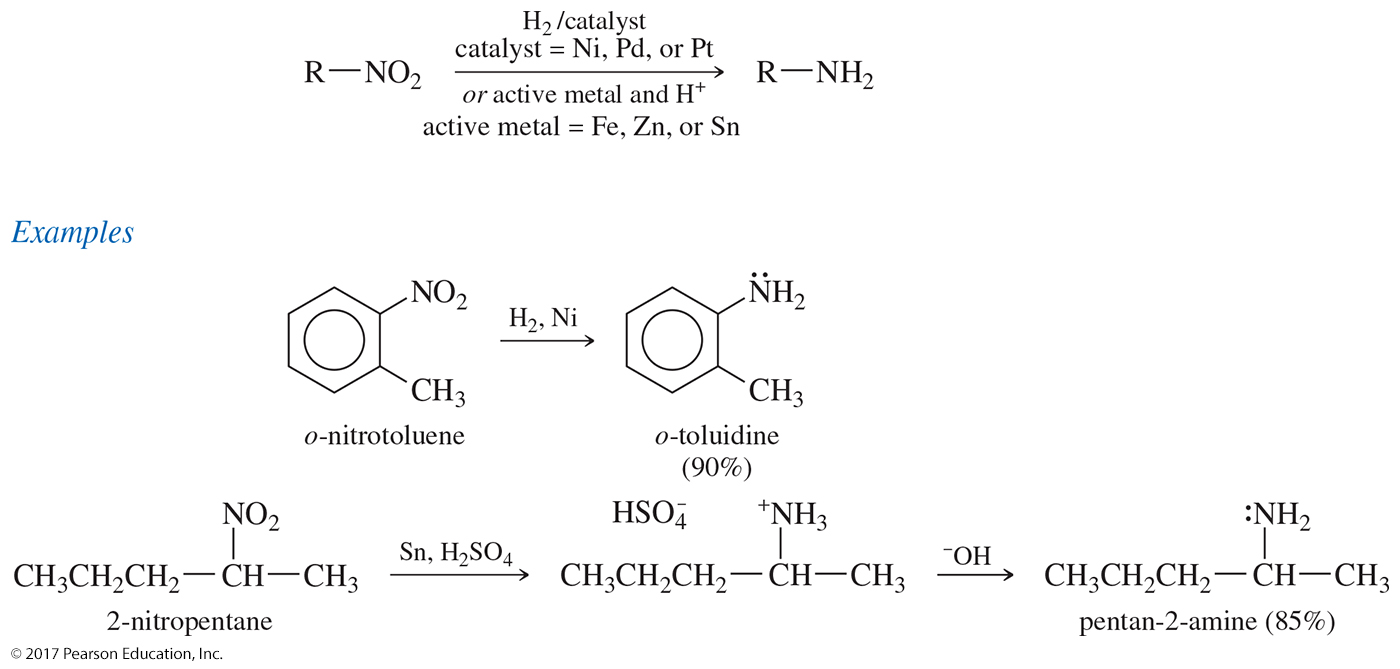 H₂/catalyst
catalyst = Ni, Pd, or Pt
R—NO₂ R—NH₂
or active metal and H⁺
active metal = Fe, Zn, or Sn
Examples
NO₂ N̈H₂
H₂, Ni
CH₃ CH₃
o-nitrotoluene o-toluidine
(90%)
NO₂ HSO₄⁻ ⁺NH₃ :NH₂
Sn, H₂SO₄ ⁻OH
CH₃CH₂CH₂—CH—CH₃ CH₃CH₂CH₂—CH—CH₃ CH₃CH₂CH₂—CH—CH₃
2-nitropentane pentan-2-amine (85%)
© 2017 Pearson Education, Inc.